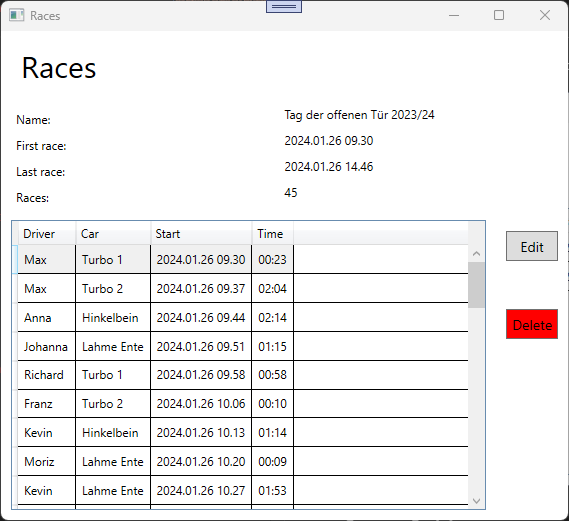 Races
Races
Name: Tag der offenen Tür 2023/24
First race: 2024.01.26 09.30
Last race: 2024.01.26 14.46
Races: 45
Driver Car Start Time
Max Turbo 1 2024.01.26 09.30 00:23
Max Turbo 2 2024.01.26 09.37 02:04
Anna Hinkelbein 2024.01.26 09.44 02:14
Johanna Lahme Ente 2024.01.26 09.51 01:15
Richard Turbo 1 2024.01.26 09.58 00:58
Franz Turbo 2 2024.01.26 10.06 00:10
Kevin Hinkelbein 2024.01.26 10.13 01:14
Moriz Lahme Ente 2024.01.26 10.20 00:09
Kevin Lahme Ente 2024.01.26 10.27 01:53
Edit
Delete